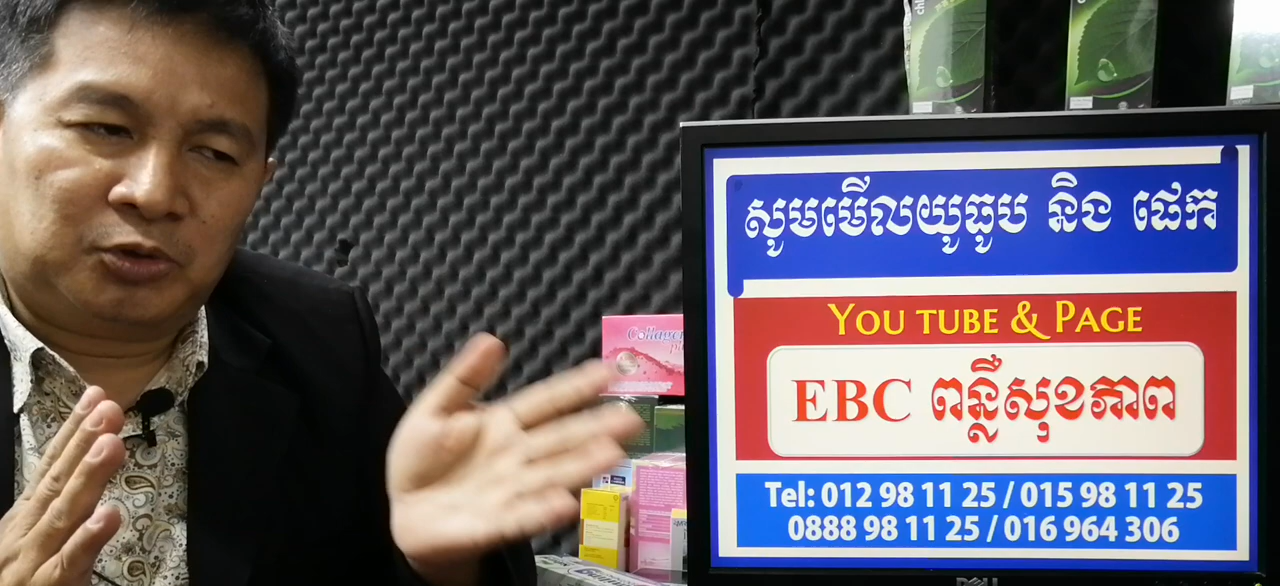 សូមមើលយូធូប និង ផេក
YOU TUBE & PAGE
EBC ពន្លឺសុខភាព
Tel: 012 98 11 25 / 015 98 11 25
0888 98 11 25 / 016 964 306
Collagen
DELL